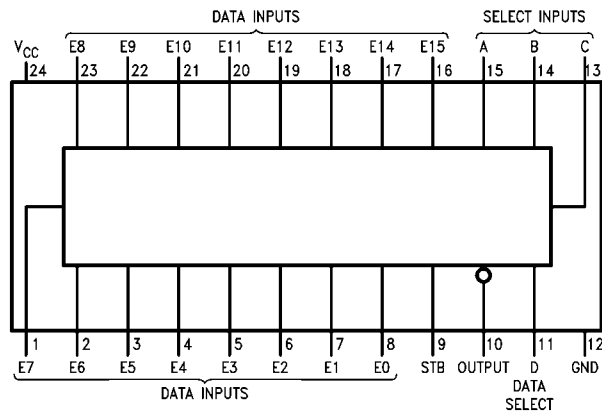 DATA INPUTS SELECT INPUTS
VCC E8 E9 E10 E11 E12 E13 E14 E15 A B C
24 23 22 21 20 19 18 17 16 15 14 13
1 2 3 4 5 6 7 8 9 10 11 12
E7 E6 E5 E4 E3 E2 E1 E0 STB OUTPUT D GND
DATA INPUTS DATA
SELECT